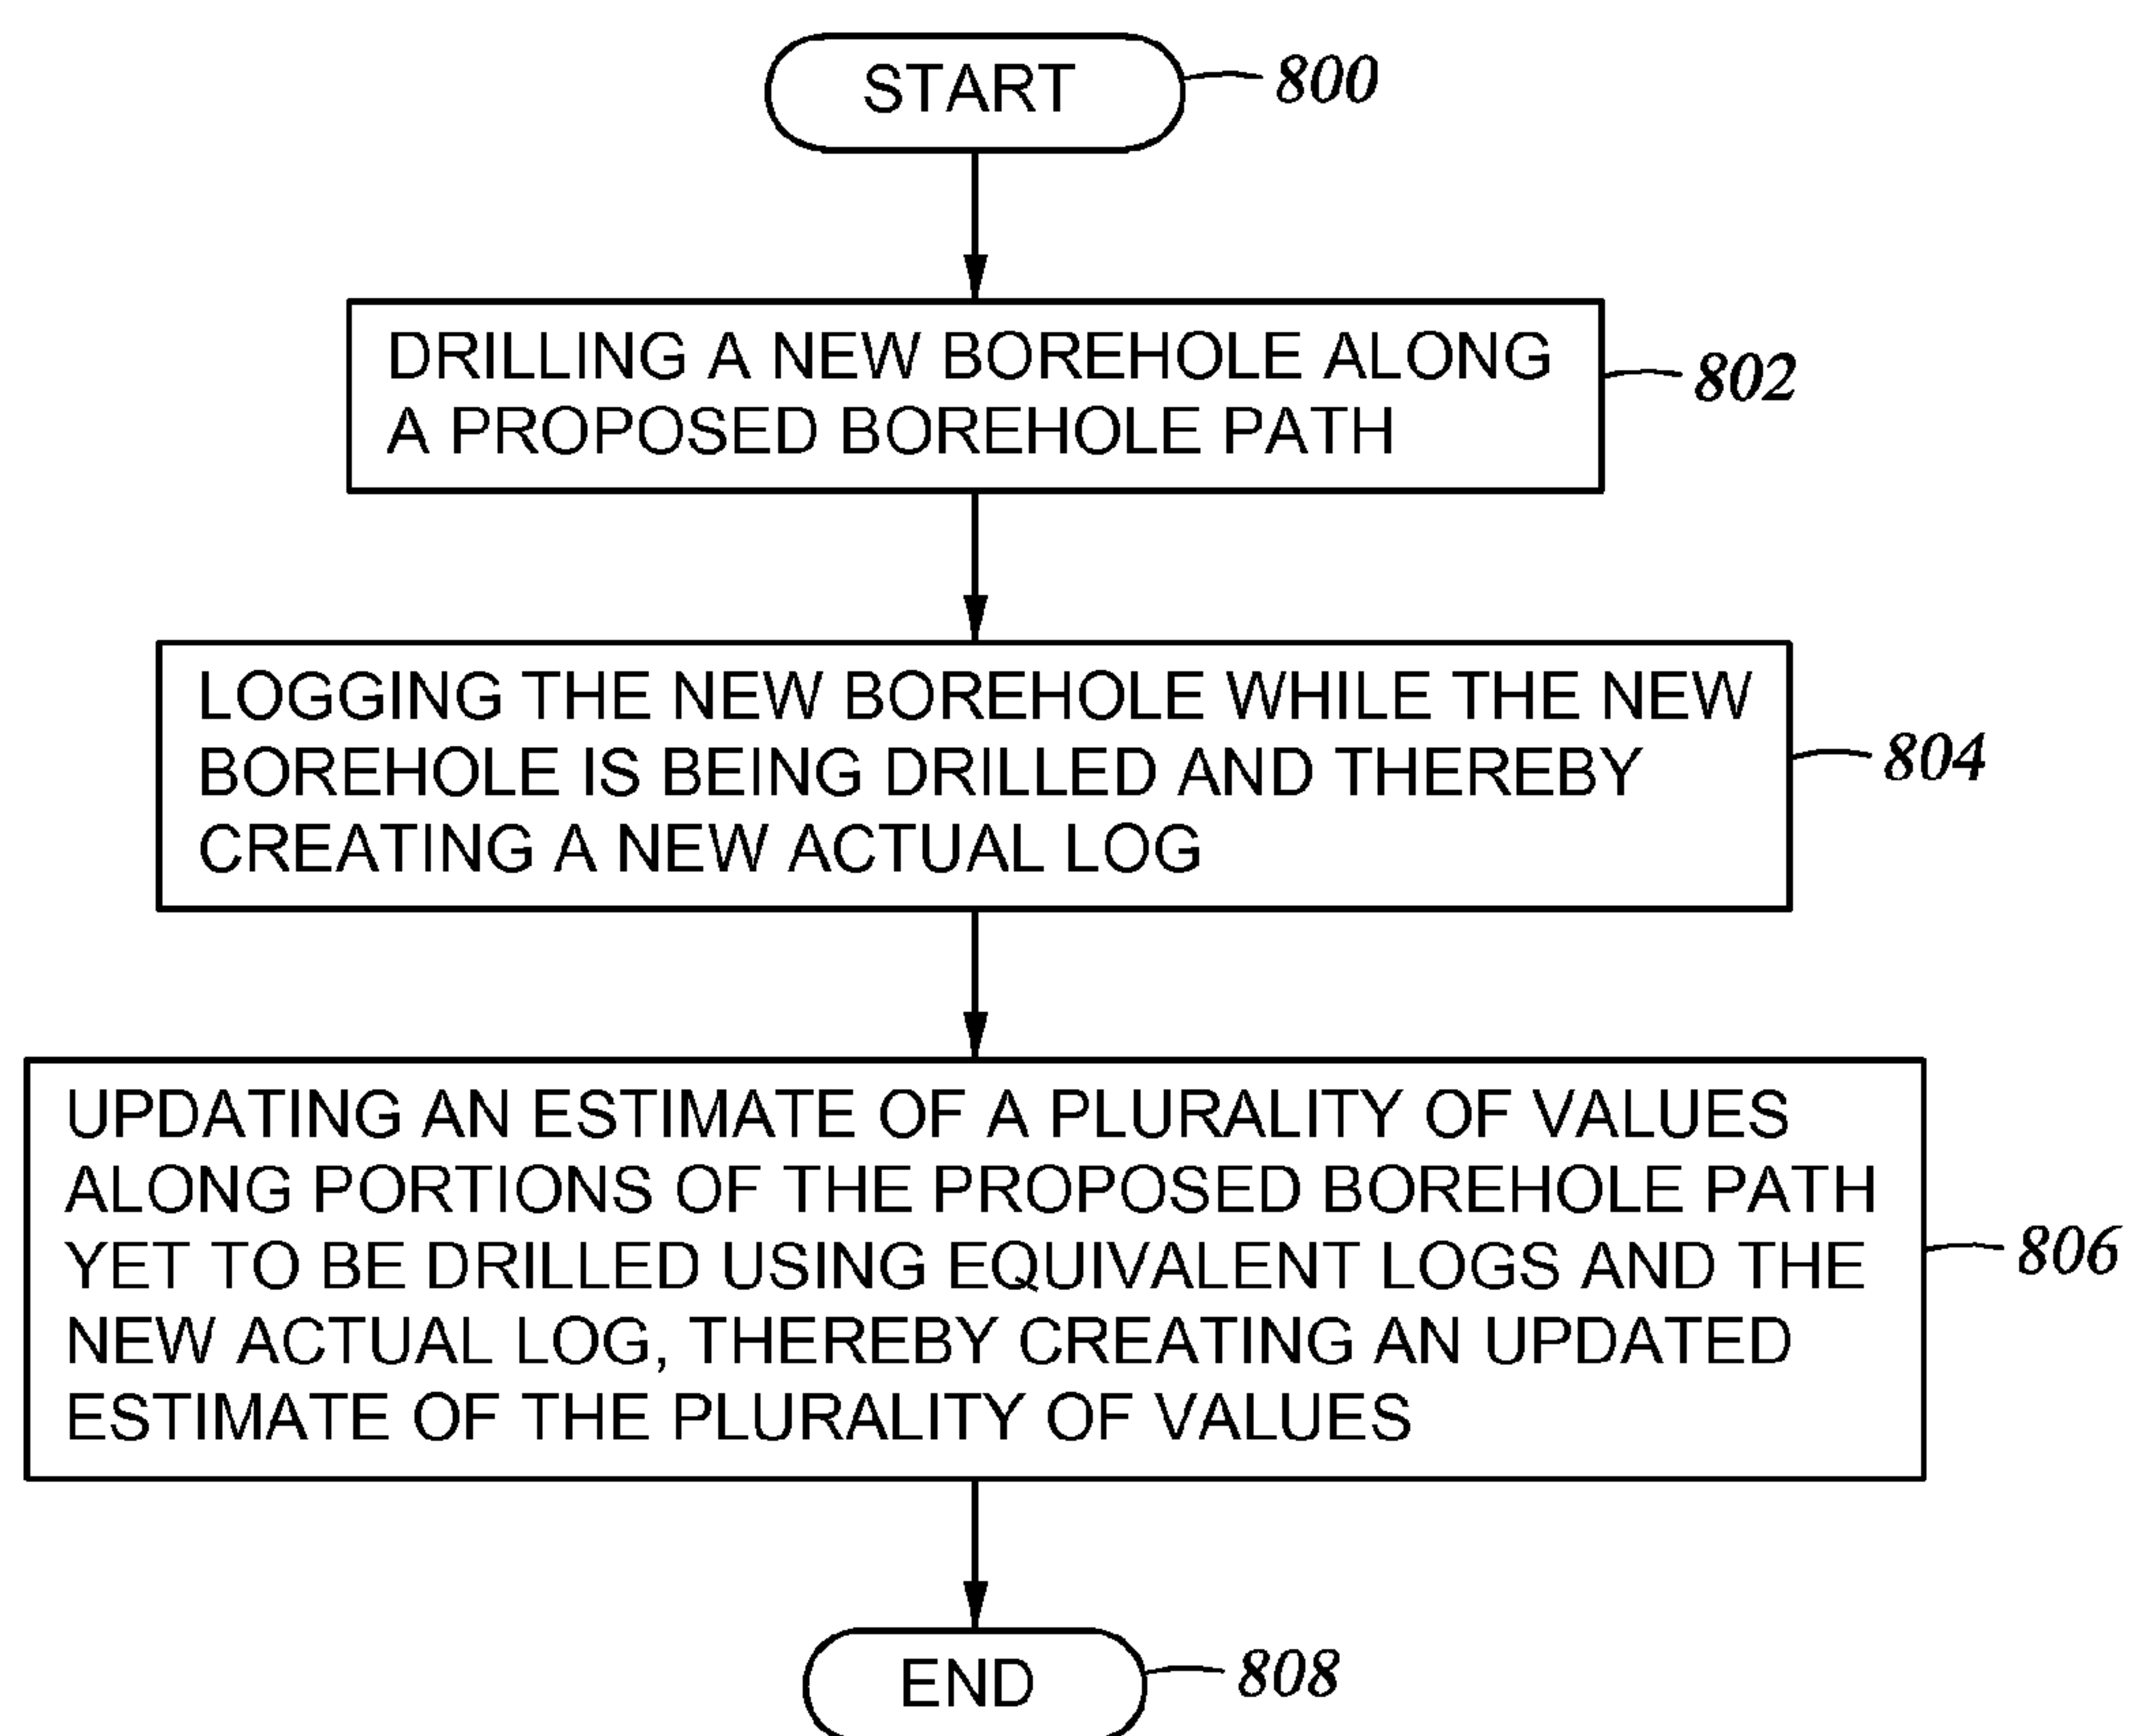 START
800
DRILLING A NEW BOREHOLE ALONG
A PROPOSED BOREHOLE PATH
802
LOGGING THE NEW BOREHOLE WHILE THE NEW
BOREHOLE IS BEING DRILLED AND THEREBY
CREATING A NEW ACTUAL LOG
804
UPDATING AN ESTIMATE OF A PLURALITY OF VALUES
ALONG PORTIONS OF THE PROPOSED BOREHOLE PATH
YET TO BE DRILLED USING EQUIVALENT LOGS AND THE
NEW ACTUAL LOG, THEREBY CREATING AN UPDATED
ESTIMATE OF THE PLURALITY OF VALUES
806
END
808